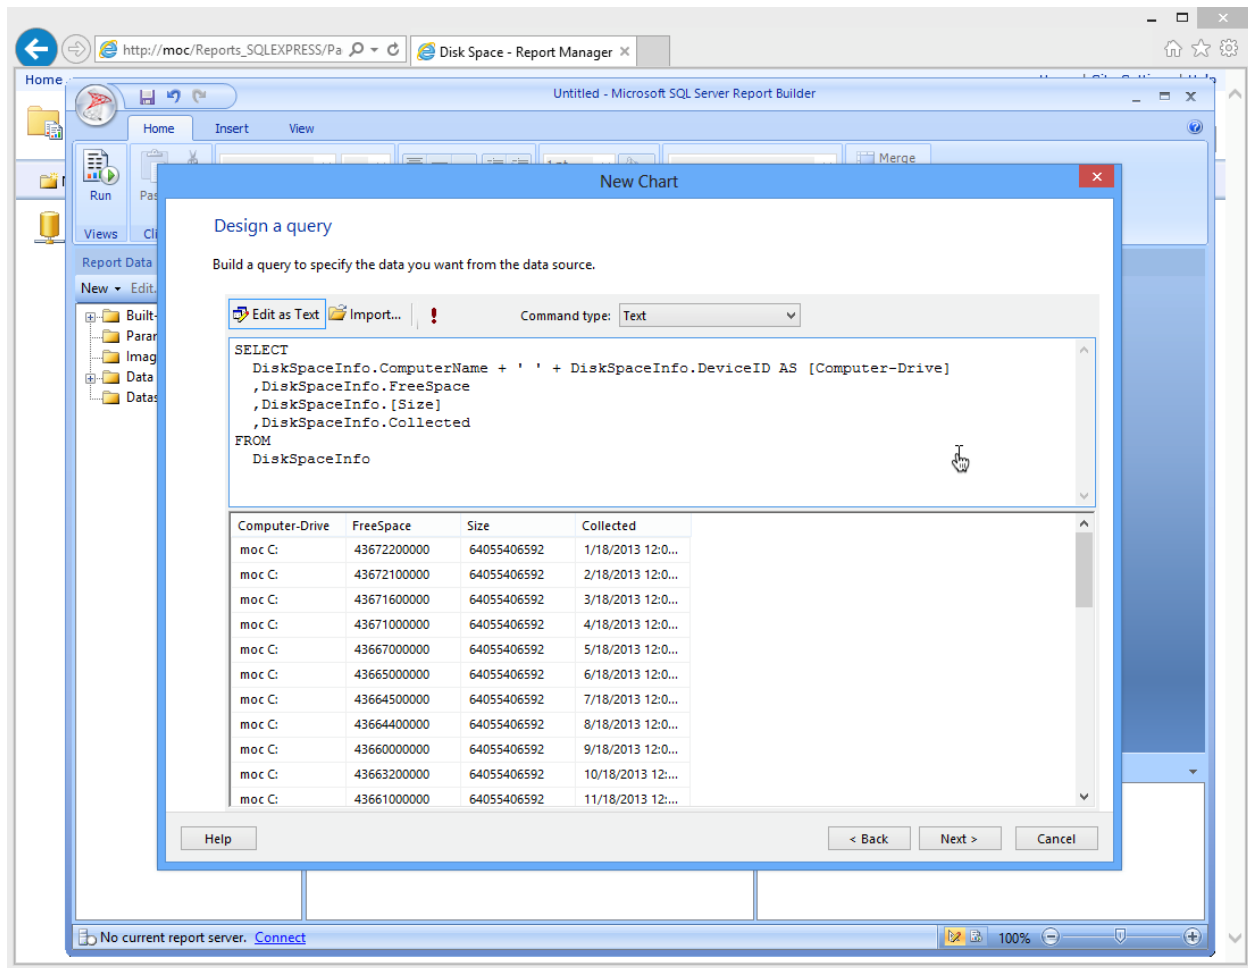 http://moc/Reports_SQLEXPRESS/Pa
Disk Space - Report Manager
Home
Untitled - Microsoft SQL Server Report Builder
Home Insert View
Merge
Run
Views
New Chart
Report Data
New Edit
Design a query
Build a query to specify the data you want from the data source.
Edit as Text Import... Command type: Text
SELECT
DiskSpaceInfo.ComputerName + ' ' + DiskSpaceInfo.DeviceID AS [Computer-Drive]
,DiskSpaceInfo.FreeSpace
,DiskSpaceInfo.[Size]
,DiskSpaceInfo.Collected
FROM
DiskSpaceInfo
Computer-Drive FreeSpace Size Collected
moc C: 43672200000 64055406592 1/18/2013 12:0...
moc C: 43672100000 64055406592 2/18/2013 12:0...
moc C: 43671600000 64055406592 3/18/2013 12:0...
moc C: 43671000000 64055406592 4/18/2013 12:0...
moc C: 43667000000 64055406592 5/18/2013 12:0...
moc C: 43665000000 64055406592 6/18/2013 12:0...
moc C: 43664500000 64055406592 7/18/2013 12:0...
moc C: 43664400000 64055406592 8/18/2013 12:0...
moc C: 43660000000 64055406592 9/18/2013 12:0...
moc C: 43663200000 64055406592 10/18/2013 12:...
moc C: 43661000000 64055406592 11/18/2013 12:...
Help < Back Next > Cancel
No current report server. Connect
100%